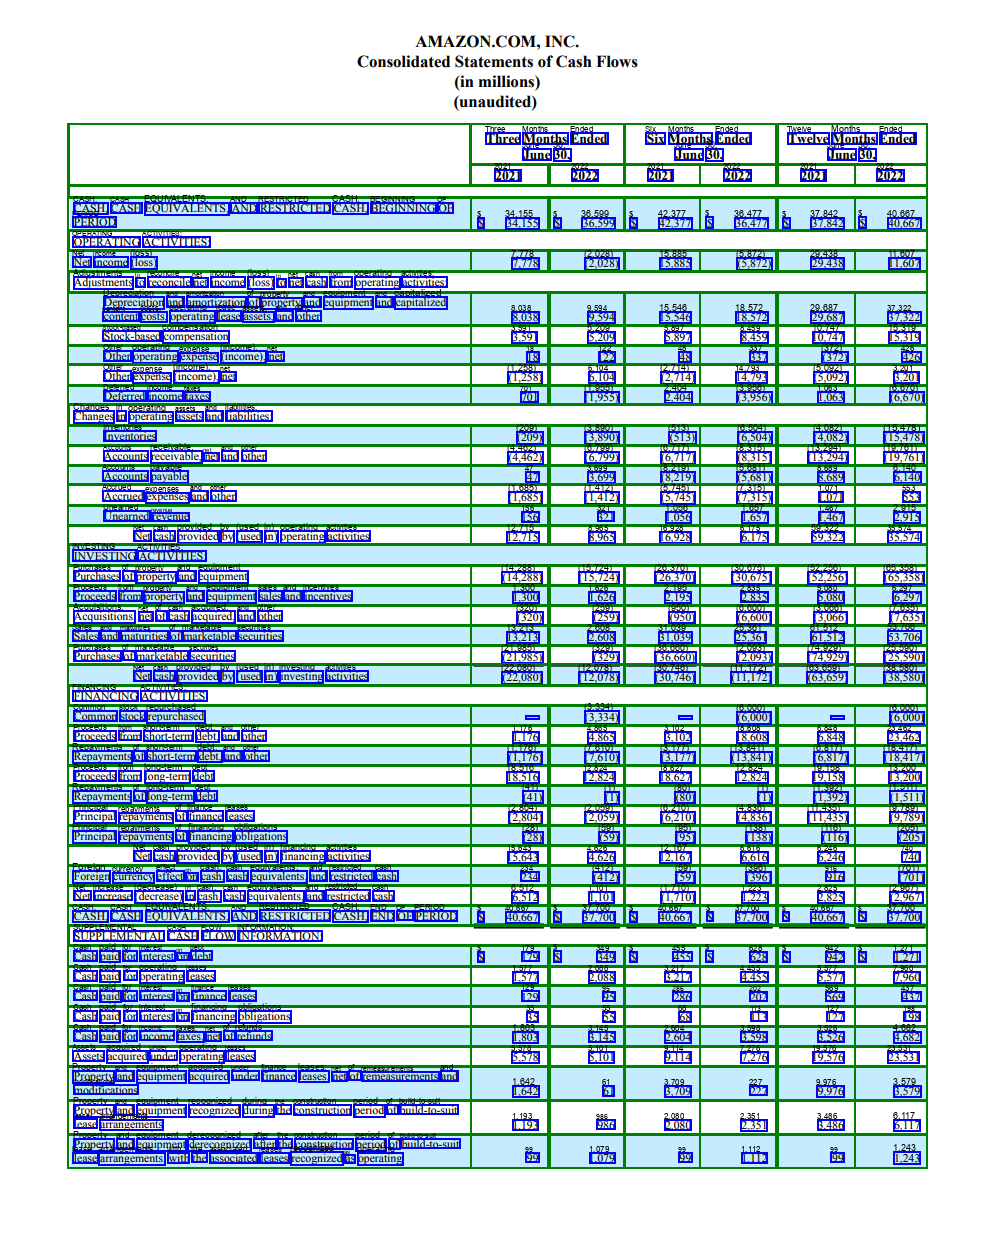 AMAZON.COM, INC.
Consolidated Statements of Cash Flows
(in millions)
(unaudited)
Three Months Ended June 30, Six Months Ended June 30, Twelve Months Ended June 30,
2021 2022 2021 2022 2021 2022
CASH, CASH EQUIVALENTS, AND RESTRICTED CASH, BEGINNING OF
PERIOD $ 34,155 $ 36,599 $ 42,377 $ 36,477 $ 37,842 $ 40,667
OPERATING ACTIVITIES:
Net income (loss) 7,778 (2,028) 15,885 (5,872) 29,438 11,607
Adjustments to reconcile net income (loss) to net cash from operating activities:
Depreciation and amortization of property and equipment and capitalized
content costs, operating lease assets, and other 8,038 9,594 15,546 18,572 29,687 37,322
Stock-based compensation 3,591 5,209 5,897 8,459 10,747 15,319
Other operating expense (income), net 18 122 48 337 (372) 426
Other expense (income), net (1,258) 6,104 (2,714) 14,793 (5,092) 3,201
Deferred income taxes 701 (1,955) 2,404 (3,956) 1,063 (6,670)
Changes in operating assets and liabilities:
Inventories (209) (3,890) (513) (6,504) (4,082) (15,478)
Accounts receivable, net and other (4,462) (6,799) (6,717) (8,315) (13,294) (19,761)
Accounts payable 47 3,699 (8,219) (5,681) 8,689 6,140
Accrued expenses and other (1,685) (1,412) (5,745) (7,315) 1,071 553
Unearned revenue 156 321 1,056 1,657 1,467 2,915
Net cash provided by (used in) operating activities 12,715 8,965 16,928 6,175 59,322 35,574
INVESTING ACTIVITIES:
Purchases of property and equipment (14,288) (15,724) (26,370) (30,675) (52,256) (65,358)
Proceeds from property and equipment sales and incentives 1,300 1,626 2,195 2,835 5,080 6,297
Acquisitions, net of cash acquired, and other (320) (259) (950) (6,600) (3,066) (7,635)
Sales and maturities of marketable securities 13,213 2,608 31,039 25,361 61,512 53,706
Purchases of marketable securities (21,985) (329) (36,660) (2,093) (74,929) (25,590)
Net cash provided by (used in) investing activities (22,080) (12,078) (30,746) (11,172) (63,659) (38,580)
FINANCING ACTIVITIES:
Common stock repurchased — (3,334) — (6,000) — (6,000)
Proceeds from short-term debt, and other 1,176 4,865 3,102 18,608 6,848 23,462
Repayments of short-term debt, and other (1,176) (7,610) (3,177) (13,841) (6,817) (18,417)
Proceeds from long-term debt 18,516 12,824 18,627 12,824 19,158 13,200
Repayments of long-term debt (41) (1) (80) (1) (1,392) (1,511)
Principal repayments of finance leases (2,804) (2,059) (6,210) (4,836) (11,435) (9,789)
Principal repayments of financing obligations (28) (59) (95) (138) (116) (205)
Net cash provided by (used in) financing activities 15,643 4,626 12,167 6,616 6,246 740
Foreign currency effect on cash, cash equivalents, and restricted cash 234 (412) (59) (396) 916 (701)
Net increase (decrease) in cash, cash equivalents, and restricted cash 6,512 1,101 (1,710) 1,223 2,825 (2,967)
CASH, CASH EQUIVALENTS, AND RESTRICTED CASH, END OF PERIOD $ 40,667 $ 37,700 $ 40,667 $ 37,700 $ 40,667 $ 37,700
SUPPLEMENTAL CASH FLOW INFORMATION:
Cash paid for interest on debt $ 179 $ 349 $ 455 $ 628 $ 942 $ 1,271
Cash paid for operating leases 1,577 2,088 3,217 4,455 5,577 7,960
Cash paid for interest on finance leases 129 95 286 202 569 437
Cash paid for interest on financing obligations 35 55 68 113 127 198
Cash paid for income taxes, net of refunds 1,803 3,145 2,604 3,598 3,526 4,682
Assets acquired under operating leases 5,578 5,101 9,114 7,276 19,576 23,531
Property and equipment acquired under finance leases, net of remeasurements and
modifications 1,642 61 3,709 227 9,976 3,579
Property and equipment recognized during the construction period of build-to-suit
lease arrangements 1,193 986 2,080 2,351 3,486 6,117
Property and equipment derecognized after the construction period of build-to-suit
lease arrangements, with the associated leases recognized as operating 99 1,079 99 1,112 99 1,243